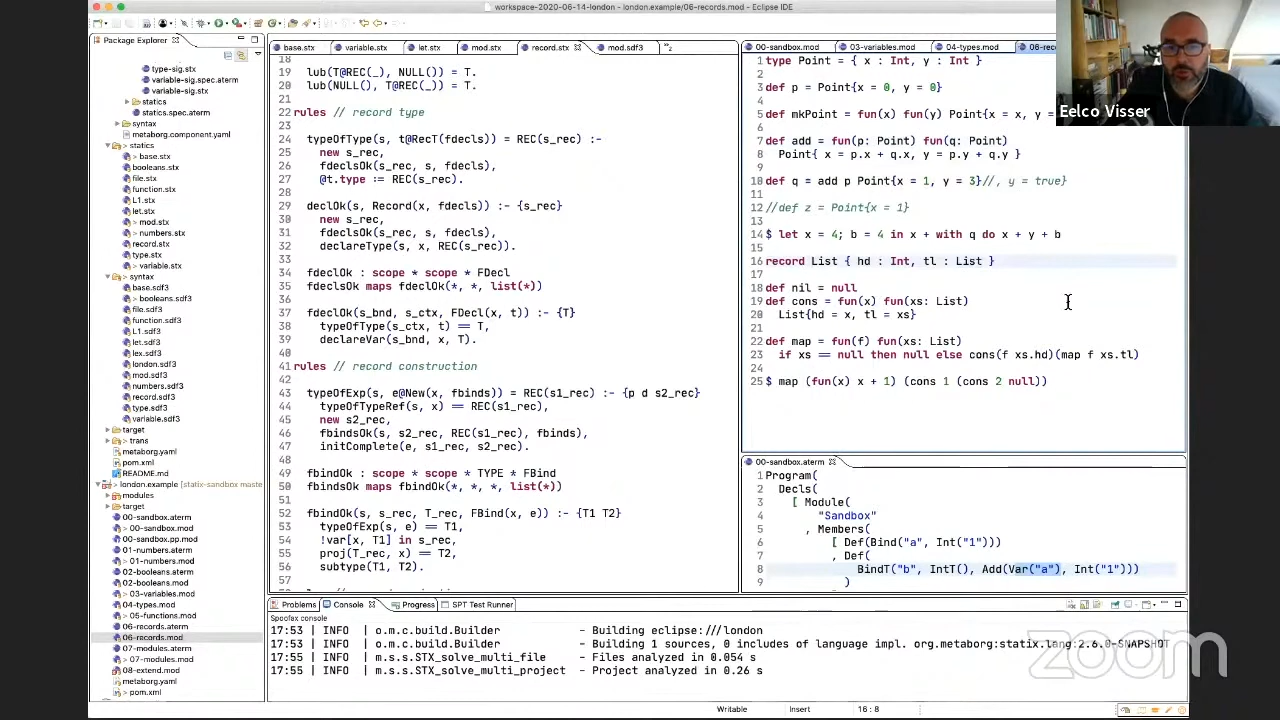 workspace-2020-06-14-london - london.example/06-records.mod - Eclipse IDE
Package Explorer
type-sig.stx
variable-sig.spec.aterm
variable-sig.stx
statics
statics.spec.aterm
syntax
metaborg.component.yaml
statics
base.stx
booleans.stx
file.stx
function.stx
L1.stx
let.stx
mod.stx
numbers.stx
record.stx
type.stx
variable.stx
syntax
base.sdf3
booleans.sdf3
file.sdf3
function.sdf3
L1.sdf3
let.sdf3
lex.sdf3
london.sdf3
mod.sdf3
numbers.sdf3
record.sdf3
type.sdf3
variable.sdf3
target
trans
metaborg.yaml
pom.xml
README.md
london.example [statix-sandbox maste
modules
target
00-sandbox.aterm
> 00-sandbox.mod
00-sandbox.pp.mod
01-numbers.aterm
> 01-numbers.mod
02-booleans.aterm
02-booleans.mod
> 03-variables.mod
04-types.mod
> 05-functions.mod
06-records.aterm
06-records.mod
07-modules.aterm
> 07-modules.mod
08-extend.mod
metaborg.yaml
pom.xml
base.stx variable.stx let.stx mod.stx record.stx mod.sdf3 »2
18
19 lub(T@REC(_), NULL()) = T.
20 lub(NULL(), T@REC(_)) = T.
21
22 rules // record type
23
24 typeOfType(s, t@RecT(fdecls)) = REC(s_rec) :-
25 new s_rec,
26 fdeclsOk(s_rec, s, fdecls),
27 @t.type := REC(s_rec).
28
29 declOk(s, Record(x, fdecls)) :- {s_rec}
30 new s_rec,
31 fdeclsOk(s_rec, s, fdecls),
32 declareType(s, x, REC(s_rec)).
33
34 fdeclOk : scope * scope * FDecl
35 fdeclsOk maps fdeclOk(*, *, list(*))
36
37 fdeclOk(s_bnd, s_ctx, FDecl(x, t)) :- {T}
38 typeOfType(s_ctx, t) == T,
39 declareVar(s_bnd, x, T).
40
41 rules // record construction
42
43 typeOfExp(s, e@New(x, fbinds)) = REC(s1_rec) :- {p d s2_rec}
44 typeOfTypeRef(s, x) == REC(s1_rec),
45 new s2_rec,
46 fbindsOk(s, s2_rec, REC(s1_rec), fbinds),
47 initComplete(e, s1_rec, s2_rec).
48
49 fbindOk : scope * scope * TYPE * FBind
50 fbindsOk maps fbindOk(*, *, *, list(*))
51
52 fbindOk(s, s_rec, T_rec, FBind(x, e)) :- {T1 T2}
53 typeOfExp(s, e) == T1,
54 !var[x, T1] in s_rec,
55 proj(T_rec, x) == T2,
56 subtype(T1, T2).
57
00-sandbox.mod 03-variables.mod 04-types.mod 06-rec
1 type Point = { x : Int, y : Int }
2
3 def p = Point{x = 0, y = 0}
4
5 def mkPoint = fun(x) fun(y) Point{x = x, y =
6
7 def add = fun(p: Point) fun(q: Point)
8 Point{ x = p.x + q.x, y = p.y + q.y }
9
10 def q = add p Point{x = 1, y = 3}//, y = true}
11
12 //def z = Point{x = 1}
13
14 $ let x = 4; b = 4 in x + with q do x + y + b
15
16 record List { hd : Int, tl : List }
17
18 def nil = null
19 def cons = fun(x) fun(xs: List)
20 List{hd = x, tl = xs}
21
22 def map = fun(f) fun(xs: List)
23 if xs == null then null else cons(f xs.hd)(map f xs.tl)
24
25 $ map (fun(x) x + 1) (cons 1 (cons 2 null))
Eelco Visser
00-sandbox.aterm
1 Program(
2 Decls(
3 [ Module(
4 "Sandbox"
5 , Members(
6 [ Def(Bind("a", Int("1")))
7 , Def(
8 BindT("b", IntT(), Add(Var("a"), Int("1")))
9 )
Problems Console Progress SPT Test Runner
Spoofax console
17:53 | INFO | o.m.c.build.Builder - Building eclipse:///london
17:53 | INFO | o.m.c.build.Builder - Building 1 sources, 0 includes of language impl. org.metaborg:statix.lang:2.6.0-SNAPSHOT
17:55 | INFO | m.s.s.STX_solve_multi_file - Files analyzed in 0.054 s
17:55 | INFO | m.s.s.STX_solve_multi_project - Project analyzed in 0.26 s
zoom
Writable Insert 16:8